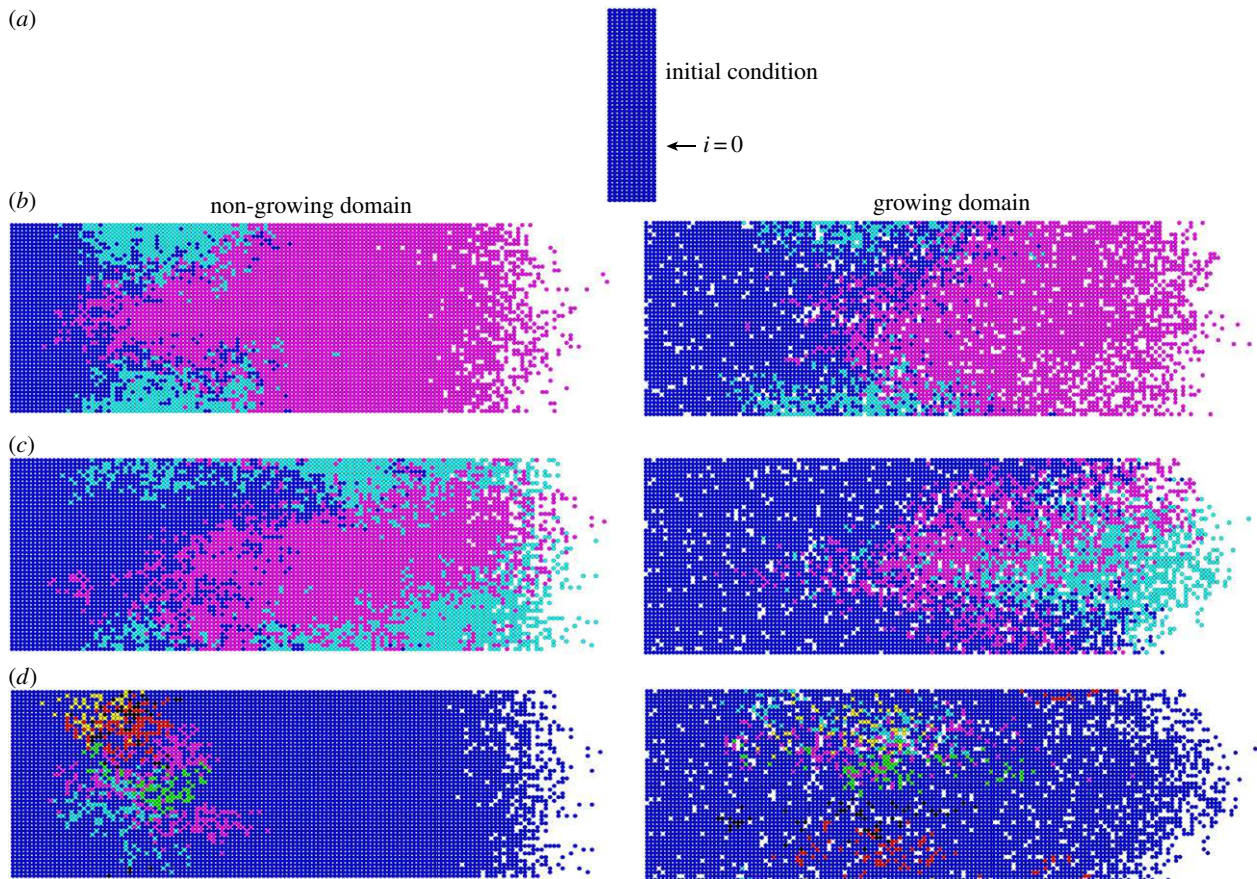 (a)
initial condition
← i = 0
(b)
non-growing domain
growing domain
(c)
(d)